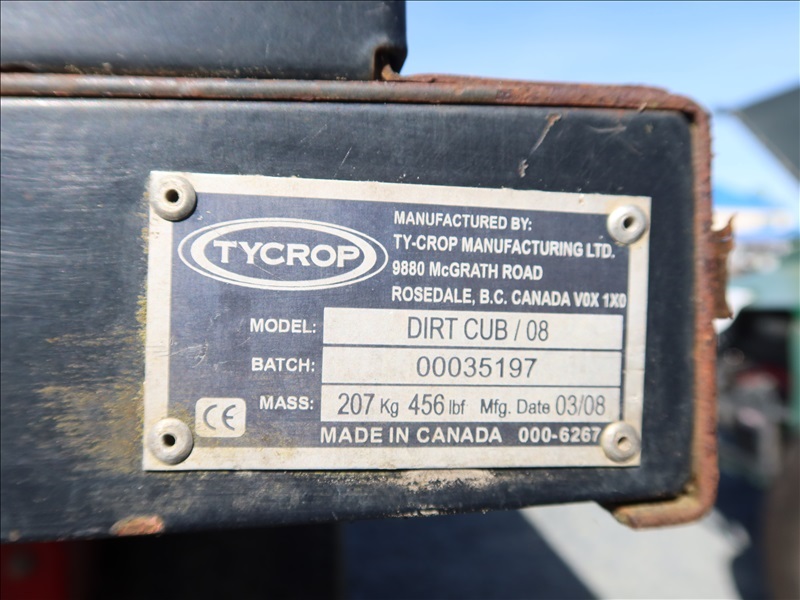 TYCROP
MANUFACTURED BY:
TY-CROP MANUFACTURING LTD.
9880 McGRATH ROAD
ROSEDALE, B.C. CANADA V0X 1X0
MODEL: DIRT CUB / 08
BATCH: 00035197
MASS: 207 Kg 456 lbf Mfg. Date 03/08
CE
MADE IN CANADA 000-6267